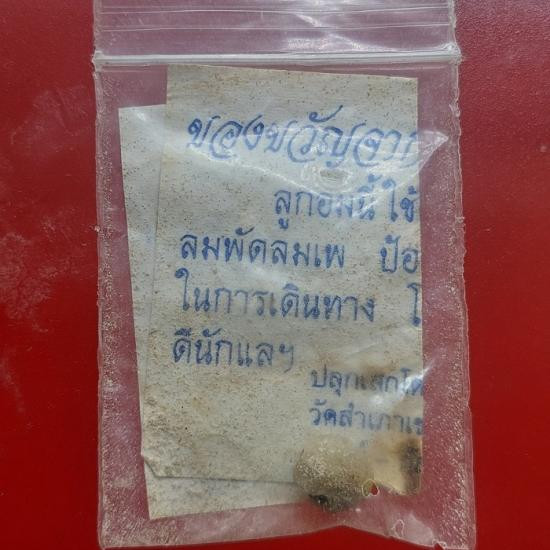 ของขวัญจาก
ลูกอมนี้ ใช้
ลมพัดลมเพ ป้อ
ในการเดินทาง โ
ดีนักแลฯ
ปลุกเสกโด
วัดสำเภาเช